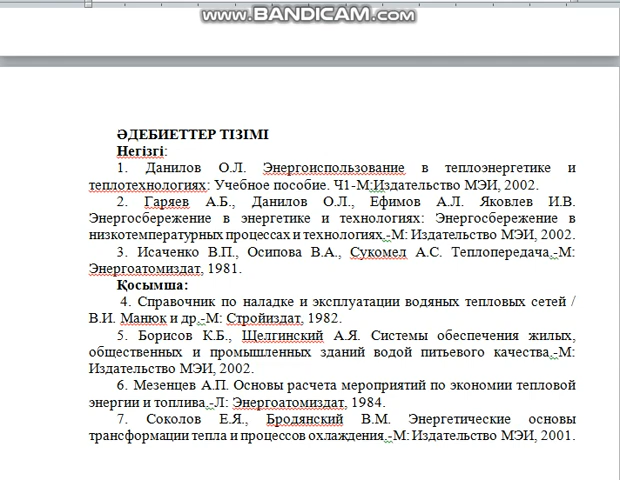 www.BANDICAM.com
ӘДЕБИЕТТЕР ТІЗІМІ
Негізгі:
1. Данилов О.Л. Энергоиспользование в теплоэнергетике и
теплотехнологиях: Учебное пособие. Ч1-М:Издательство МЭИ, 2002.
2. Гаряев А.Б., Данилов О.Л., Ефимов А.Л. Яковлев И.В.
Энергосбережение в энергетике и технологиях: Энергосбережение в
низкотемпературных процессах и технологиях.-М: Издательство МЭИ, 2002.
3. Исаченко В.П., Осипова В.А., Сукомел А.С. Теплопередача.-М:
Энергоатомиздат, 1981.
Қосымша:
4. Справочник по наладке и эксплуатации водяных тепловых сетей /
В.И. Манюк и др.-М: Стройиздат, 1982.
5. Борисов К.Б., Щелгинский А.Я. Системы обеспечения жилых,
общественных и промышленных зданий водой питьевого качества.-М:
Издательство МЭИ, 2002.
6. Мезенцев А.П. Основы расчета мероприятий по экономии тепловой
энергии и топлива.-Л: Энергоатомиздат, 1984.
7. Соколов Е.Я., Бродянский В.М. Энергетические основы
трансформации тепла и процессов охлаждения.-М: Издательство МЭИ, 2001.